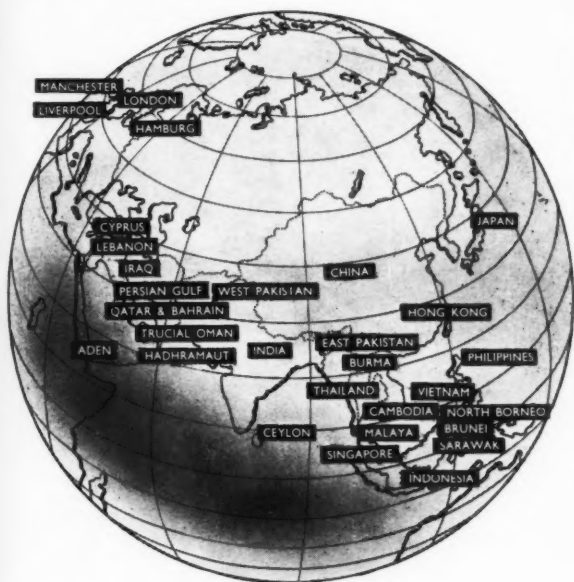 MANCHESTER
LONDON
LIVERPOOL
HAMBURG
JAPAN
CYPRUS
LEBANON
IRAQ
CHINA
PERSIAN GULF
WEST PAKISTAN
QATAR & BAHRAIN
HONG KONG
TRUCIAL OMAN
EAST PAKISTAN
ADEN
HADHRAMAUT
INDIA
BURMA
PHILIPPINES
THAILAND
VIETNAM
CAMBODIA
NORTH BORNEO
CEYLON
MALAYA
BRUNEI
SARAWAK
SINGAPORE
INDONESIA